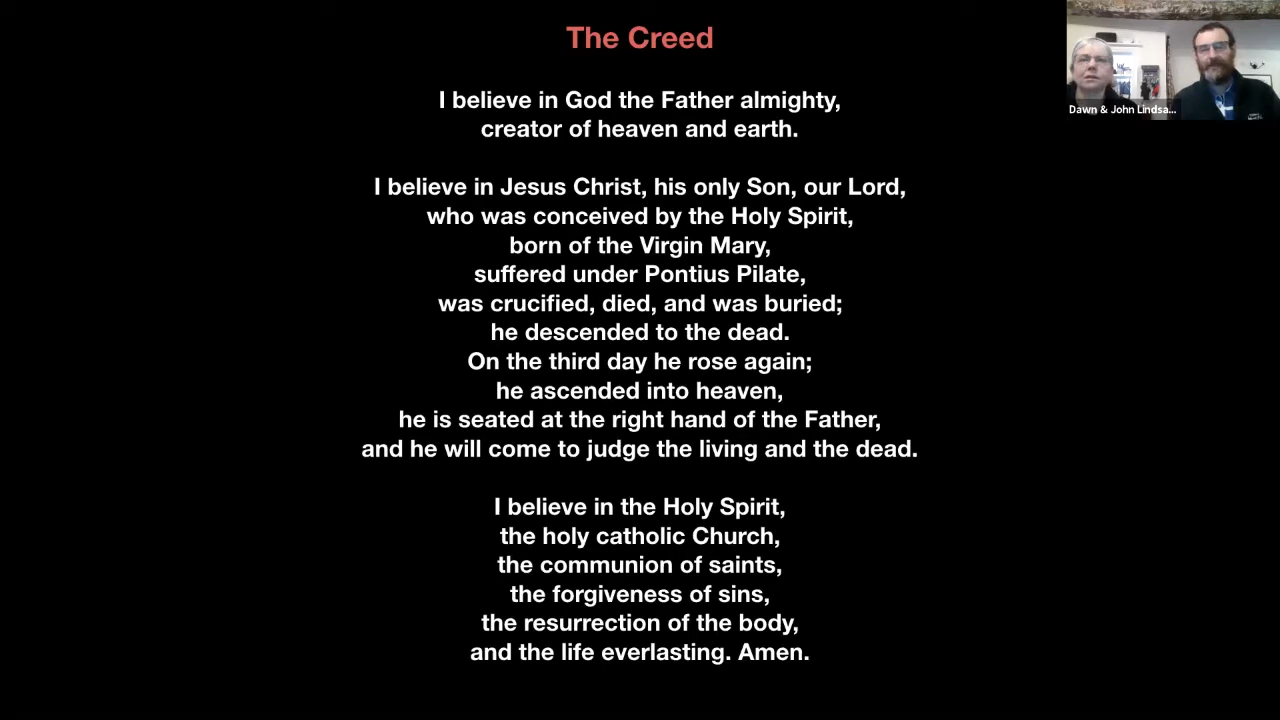 The Creed
I believe in God the Father almighty,
creator of heaven and earth.
I believe in Jesus Christ, his only Son, our Lord,
who was conceived by the Holy Spirit,
born of the Virgin Mary,
suffered under Pontius Pilate,
was crucified, died, and was buried;
he descended to the dead.
On the third day he rose again;
he ascended into heaven,
he is seated at the right hand of the Father,
and he will come to judge the living and the dead.
I believe in the Holy Spirit,
the holy catholic Church,
the communion of saints,
the forgiveness of sins,
the resurrection of the body,
and the life everlasting. Amen.
Dawn & John Lindsa...